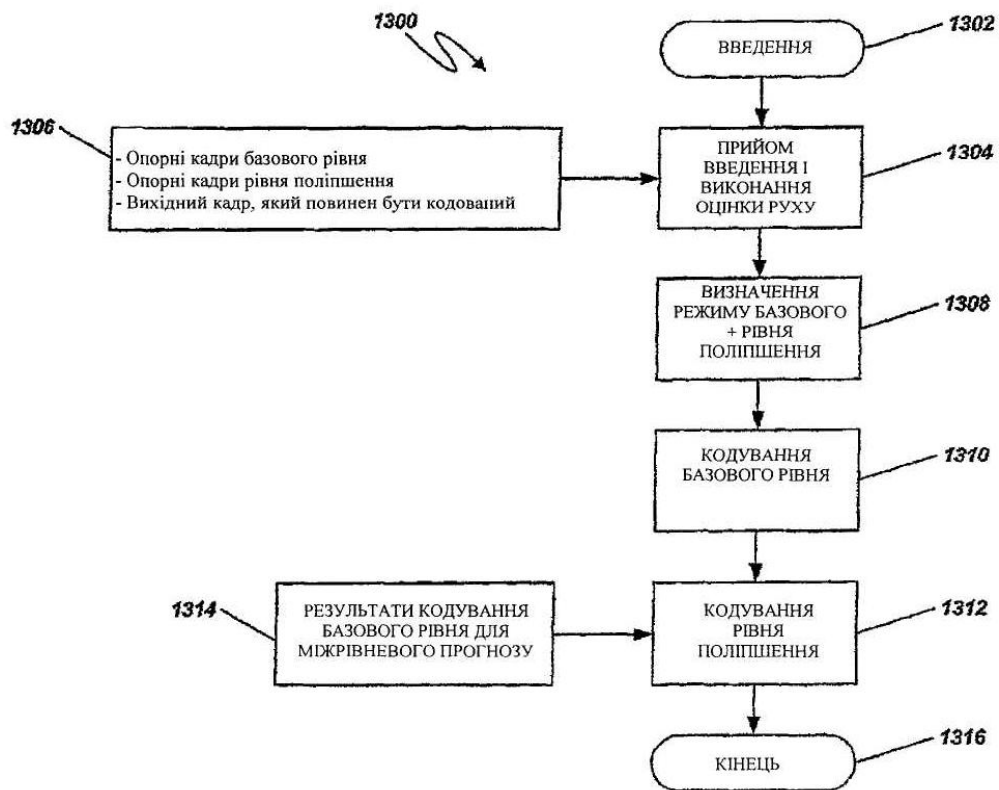 1300
1302
ВВЕДЕННЯ
1306
- Опорні кадри базового рівня
- Опорні кадри рівня поліпшення
- Вихідний кадр, який повинен бути кодований
ПРИЙОМ
ВВЕДЕННЯ І
ВИКОНАННЯ
ОЦІНКИ РУХУ
1304
ВИЗНАЧЕННЯ
РЕЖИМУ БАЗОВОГО
+ РІВНЯ
ПОЛІПШЕННЯ
1308
КОДУВАННЯ
БАЗОВОГО РІВНЯ
1310
1314
РЕЗУЛЬТАТИ КОДУВАННЯ
БАЗОВОГО РІВНЯ ДЛЯ
МІЖРІВНЕВОГО ПРОГНОЗУ
КОДУВАННЯ
РІВНЯ
ПОЛІПШЕННЯ
1312
КІНЕЦЬ
1316